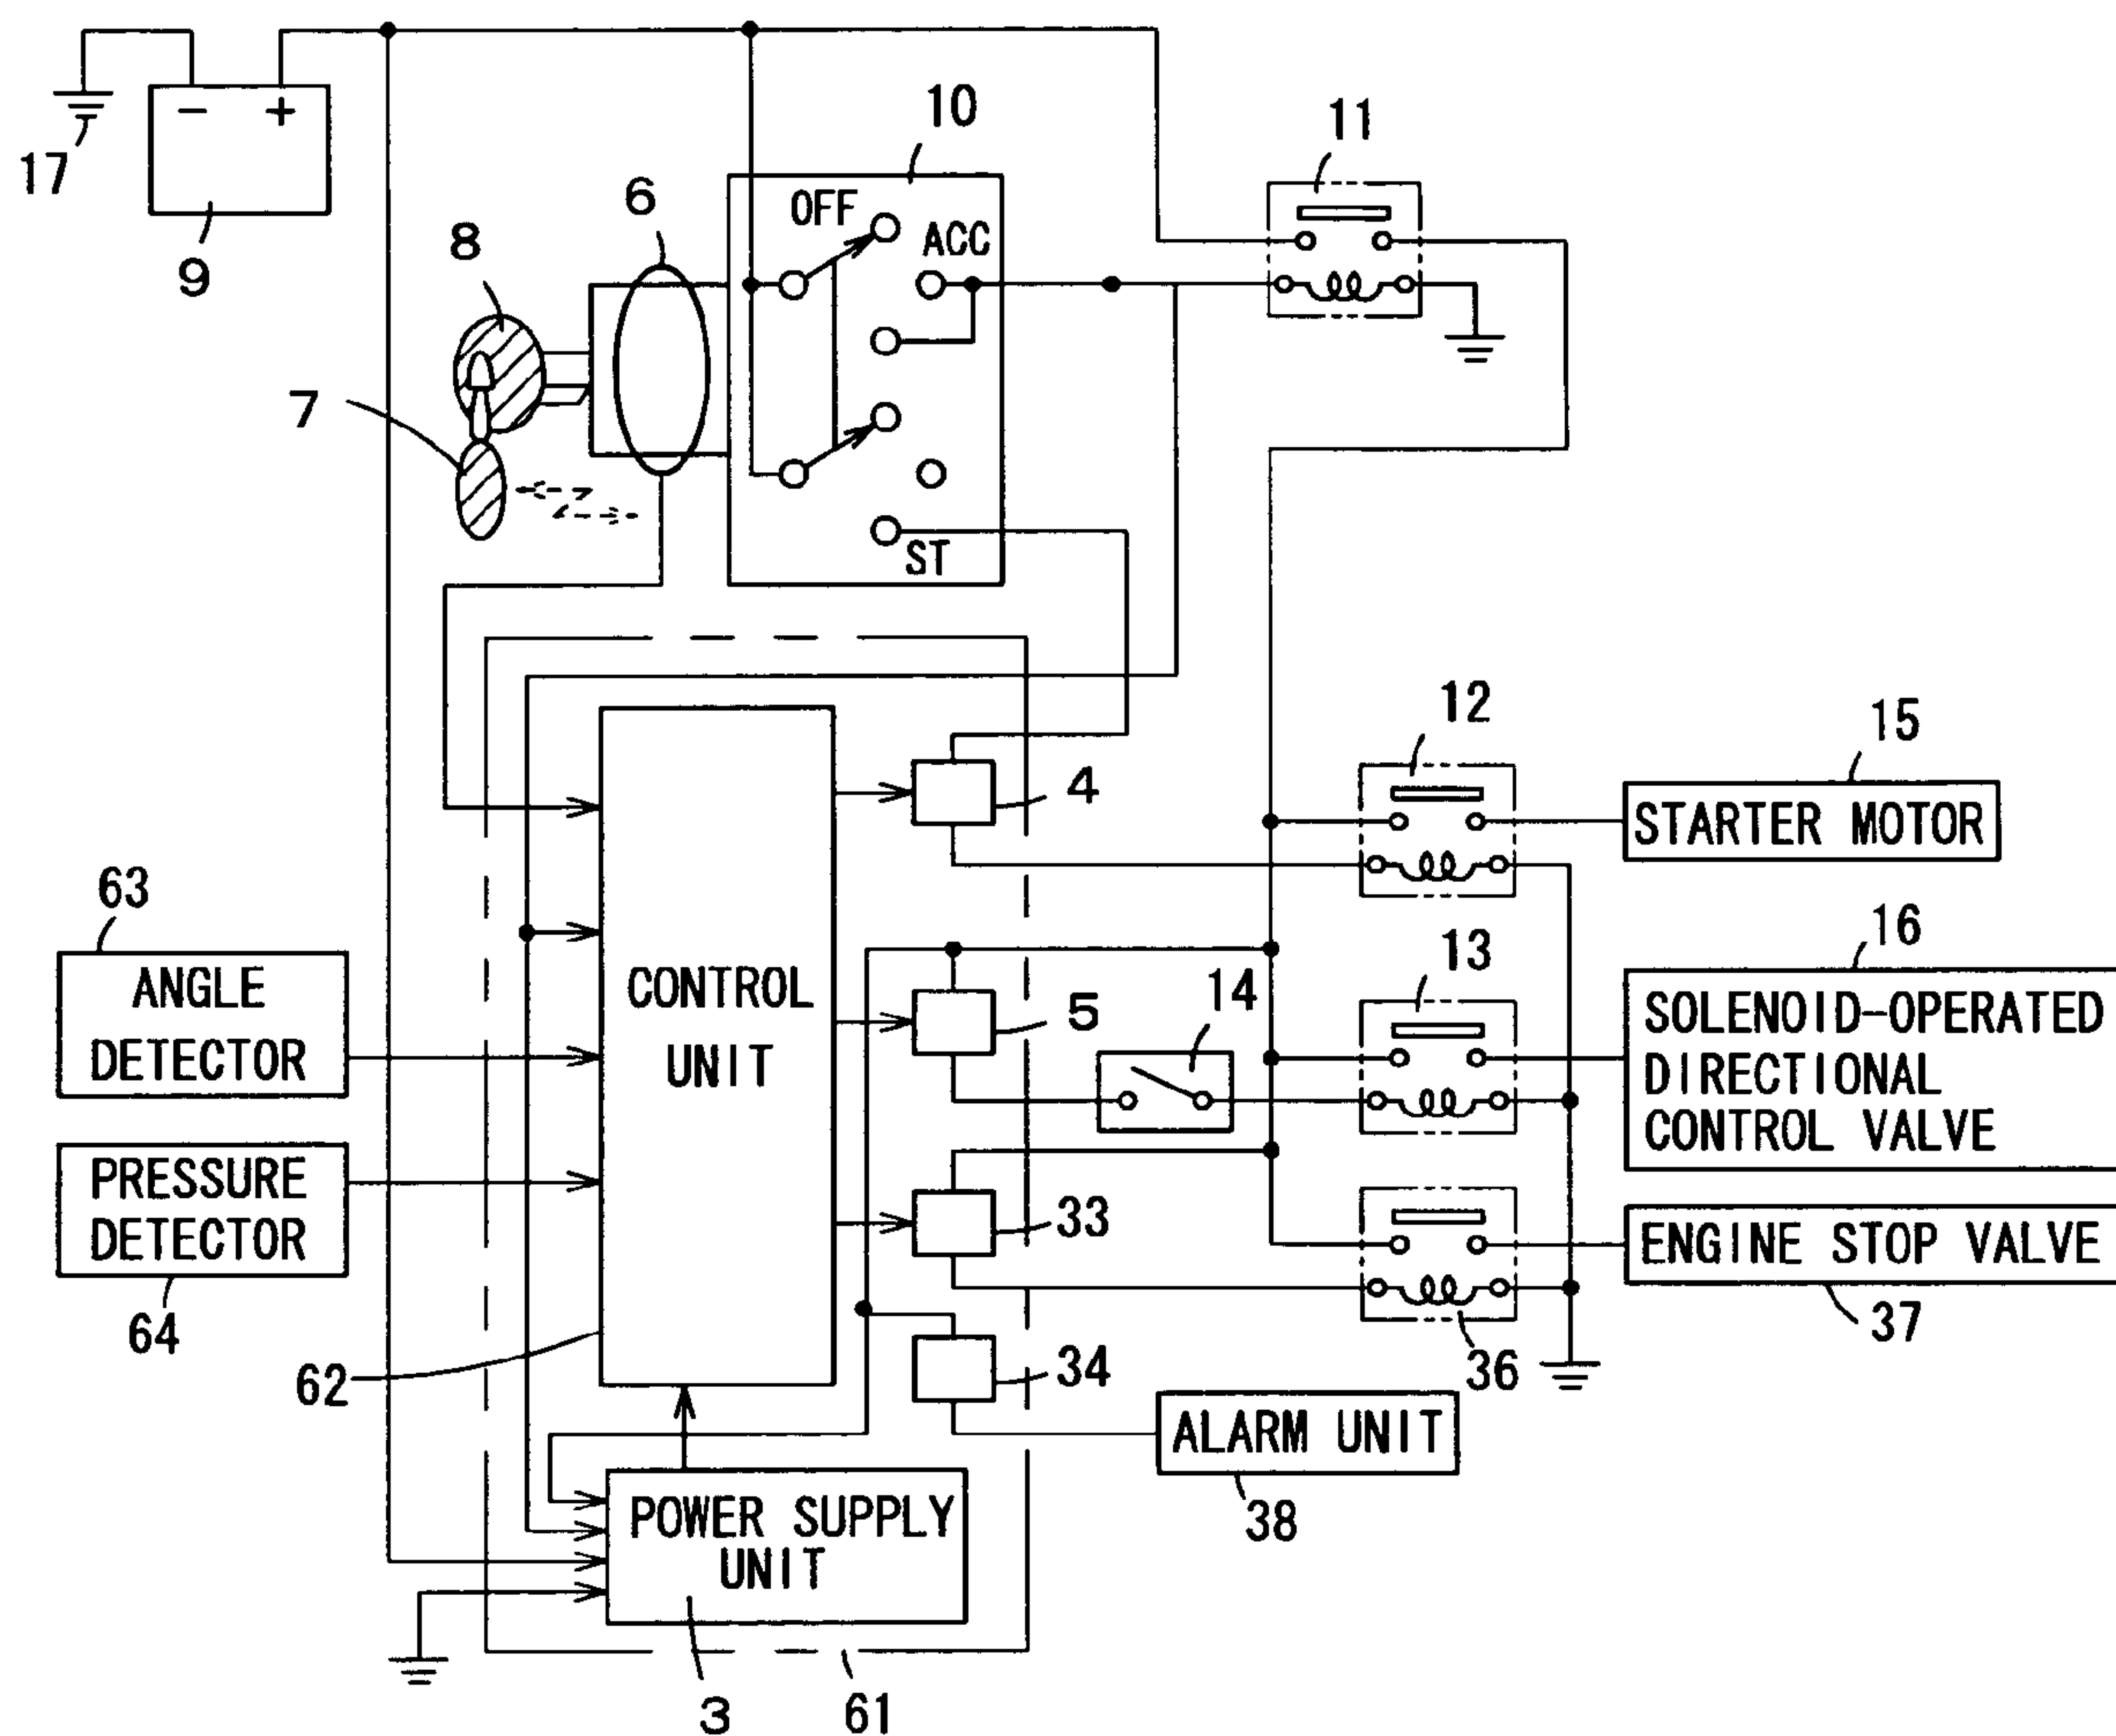 17
− +
9
10
OFF
ACC
ST
6
8
7
11
12
15
STARTER MOTOR
4
63
ANGLE
DETECTOR
CONTROL
UNIT
5
14
13
16
SOLENOID-OPERATED
DIRECTIONAL
CONTROL VALVE
PRESSURE
DETECTOR
64
33
ENGINE STOP VALVE
37
36
62
34
ALARM UNIT
38
POWER SUPPLY
UNIT
3
61